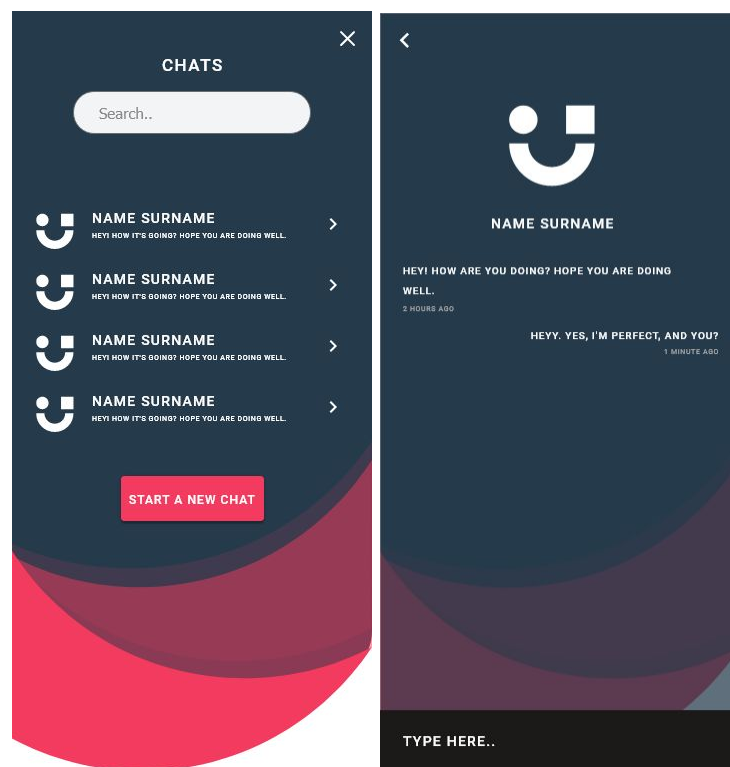 CHATS
Search..
NAME SURNAME
HEY! HOW IT'S GOING? HOPE YOU ARE DOING WELL.
NAME SURNAME
HEY! HOW IT'S GOING? HOPE YOU ARE DOING WELL.
NAME SURNAME
HEY! HOW IT'S GOING? HOPE YOU ARE DOING WELL.
NAME SURNAME
HEY! HOW IT'S GOING? HOPE YOU ARE DOING WELL.
START A NEW CHAT
NAME SURNAME
HEY! HOW ARE YOU DOING? HOPE YOU ARE DOING
WELL.
2 HOURS AGO
HEYY. YES, I'M PERFECT, AND YOU?
1 MINUTE AGO
TYPE HERE..